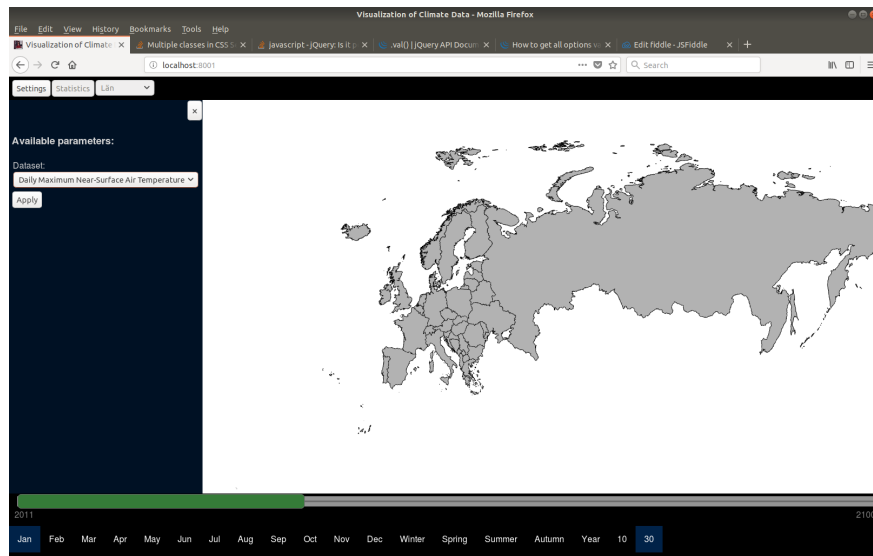 Visualization of Climate Data - Mozilla Firefox
File Edit View History Bookmarks Tools Help
Visualization of Climate × Multiple classes in CSS S × javascript - jQuery: Is it p × .val() | jQuery API Docum × How to get all options va × Edit fiddle - JSFiddle × +
localhost:8001 Search
Settings Statistics Län
×
Available parameters:
Dataset:
Daily Maximum Near-Surface Air Temperature
Apply
2011 2100
Jan Feb Mar Apr May Jun Jul Aug Sep Oct Nov Dec Winter Spring Summer Autumn Year 10 30